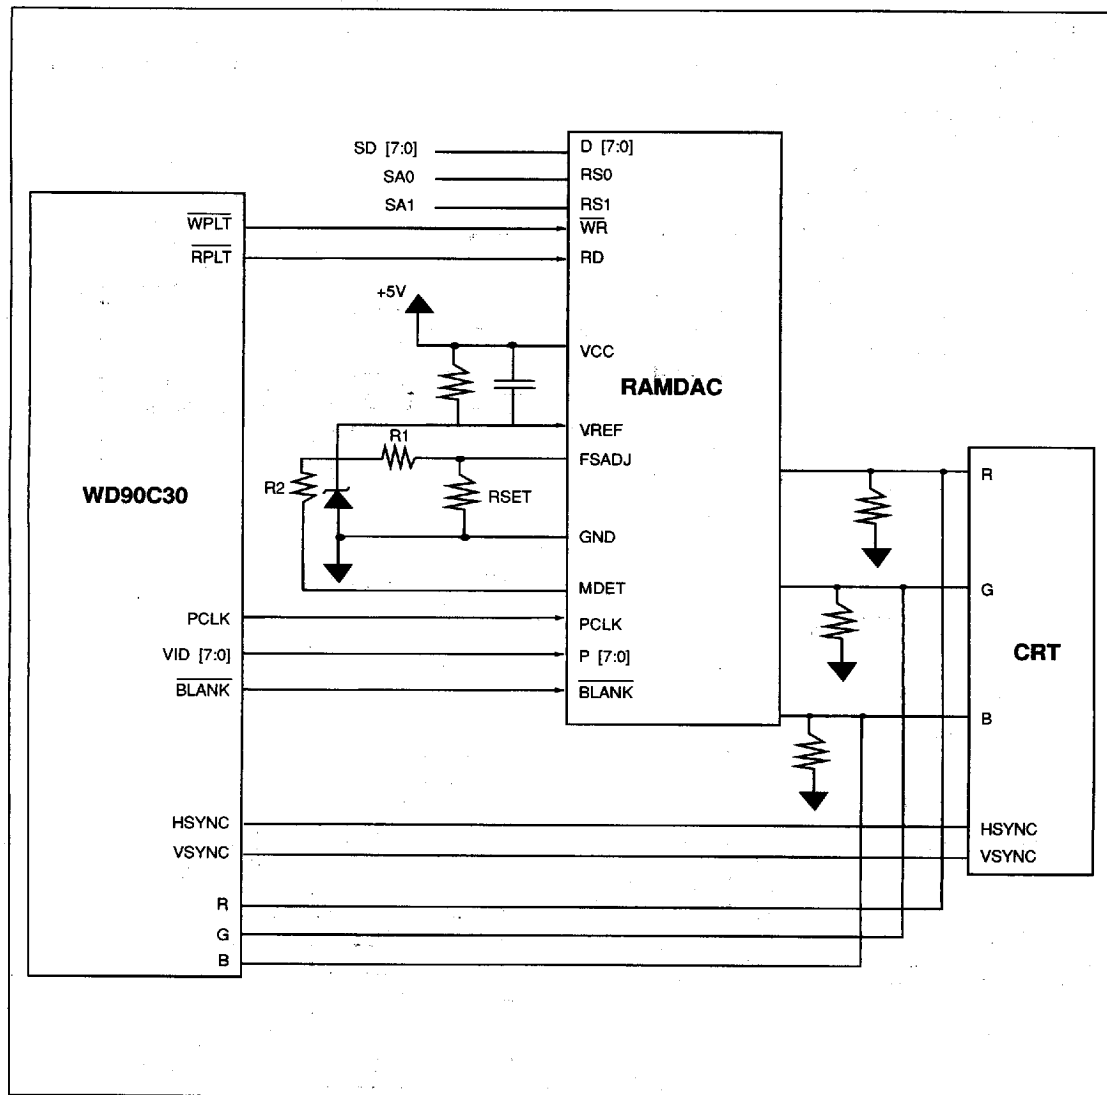 SD [7:0]
SA0
SA1
D [7:0]
RS0
RS1
WR
RD
WPLT
RPLT
+5V
VCC
RAMDAC
VREF
R1
FSADJ
R2
RSET
WD90C30
GND
MDET
PCLK
PCLK
VID [7:0]
P [7:0]
BLANK
BLANK
R
G
CRT
B
HSYNC
HSYNC
VSYNC
VSYNC
R
G
B